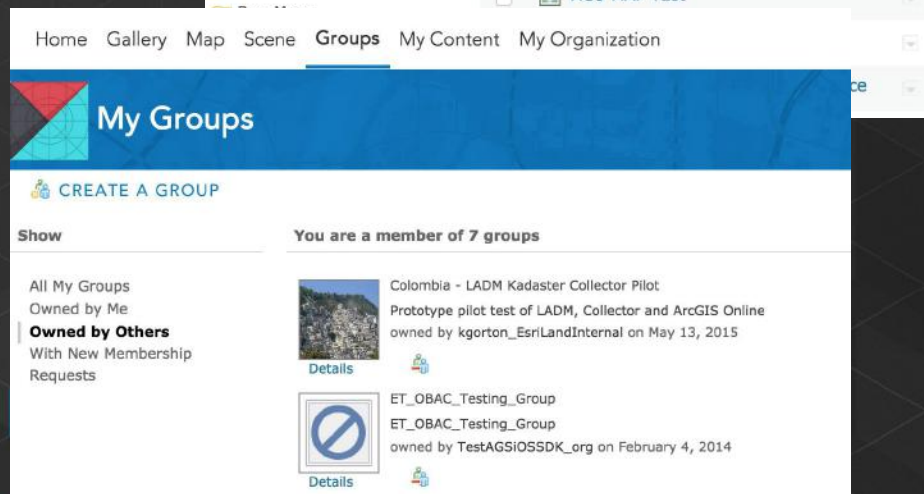 Home Gallery Map Scene Groups My Content My Organization
ce
My Groups
CREATE A GROUP
Show
You are a member of 7 groups
All My Groups
Owned by Me
Owned by Others
With New Membership
Requests
Colombia - LADM Kadaster Collector Pilot
Prototype pilot test of LADM, Collector and ArcGIS Online
owned by kgorton_EsriLandInternal on May 13, 2015
Details
ET_OBAC_Testing_Group
ET_OBAC_Testing_Group
owned by TestAGSiOSSDK_org on February 4, 2014
Details